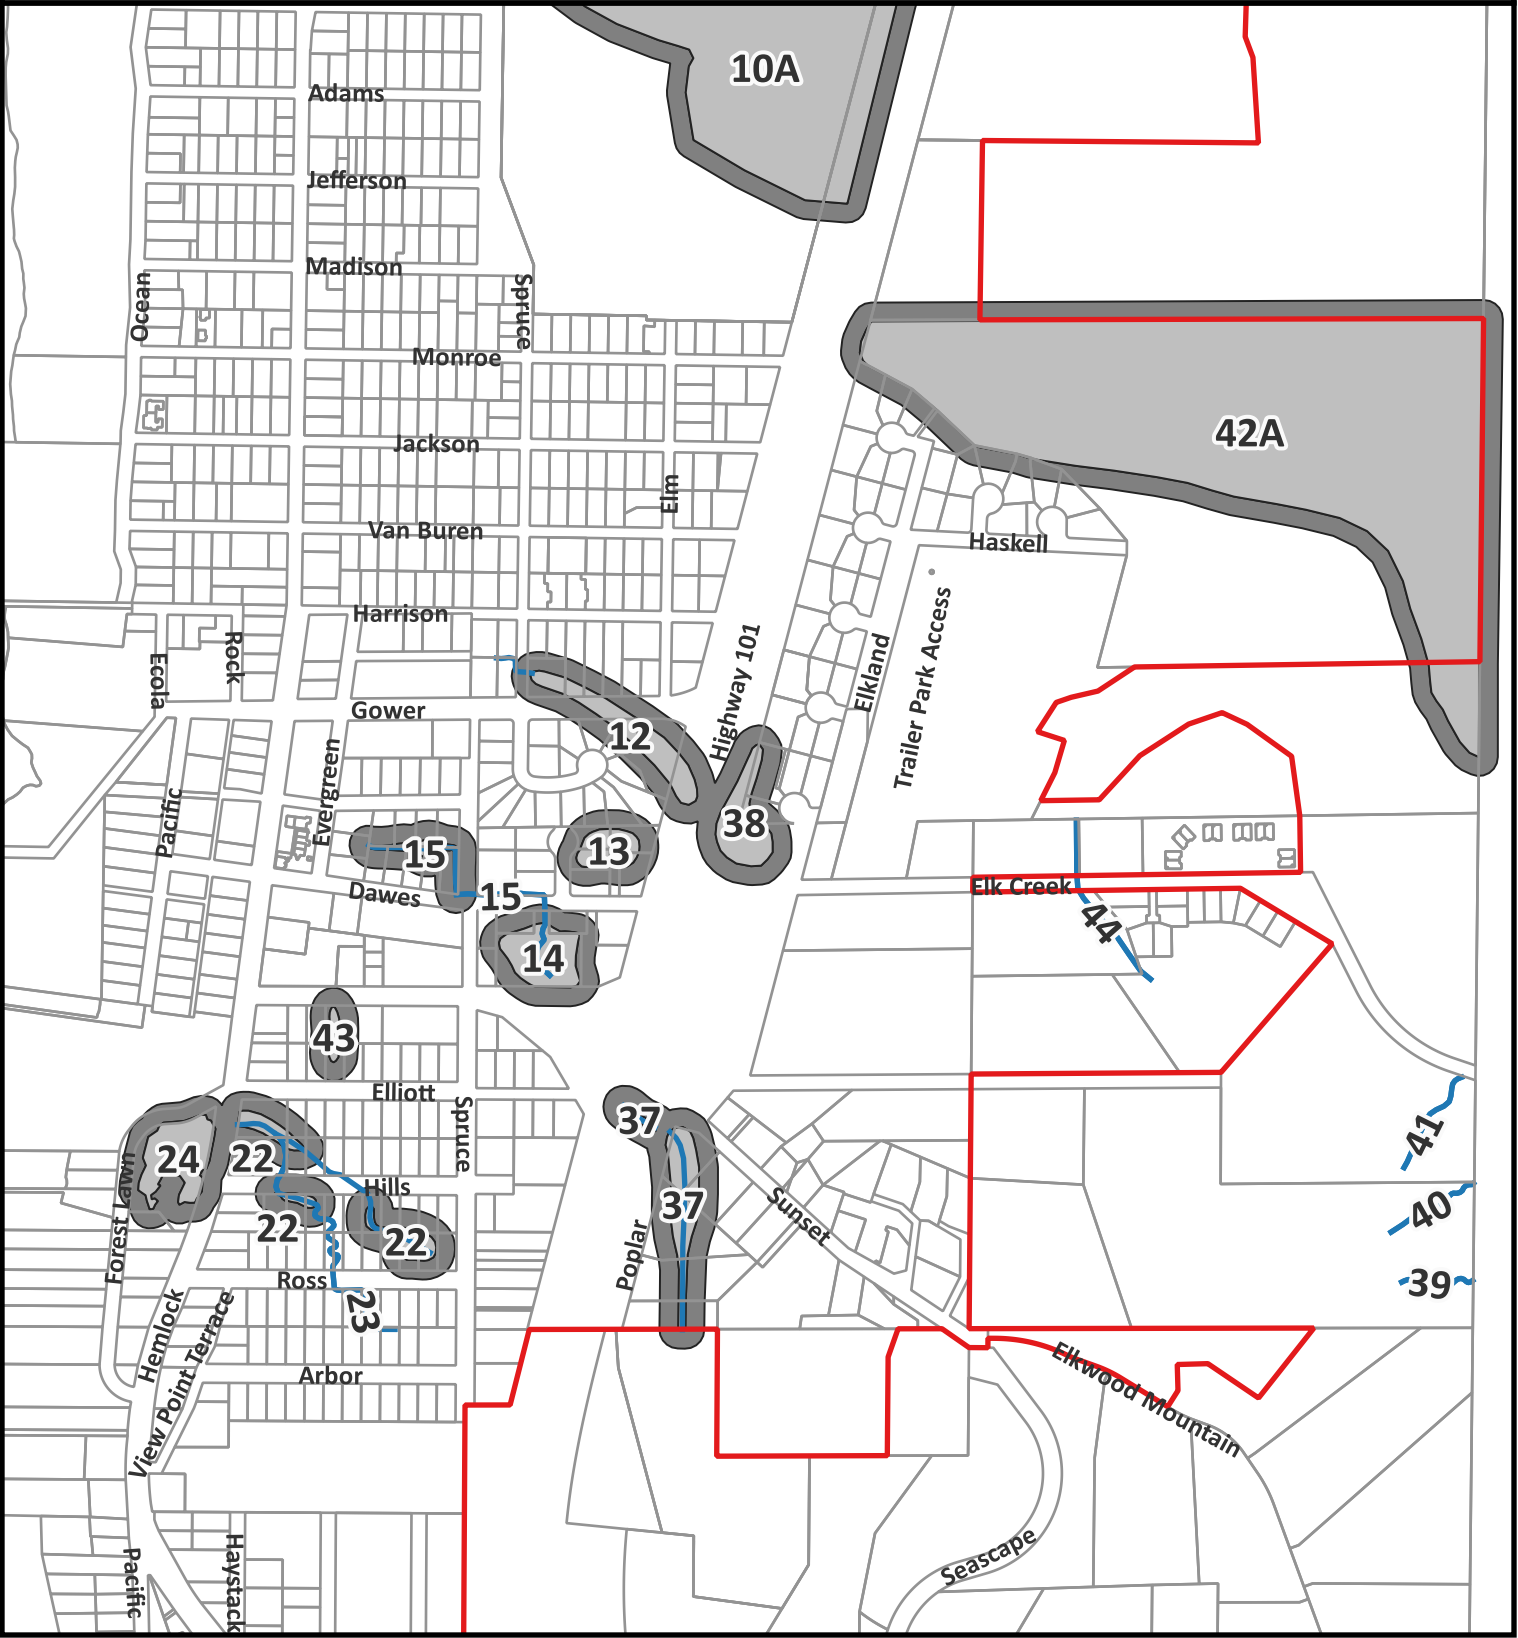 10A
Adams
Jefferson
Madison
Ocean
Spruce
Monroe
42A
Jackson
Elm
Van Buren
Haskell
Harrison
Rock
Ecola
Highway 101
Elkland
Trailer Park Access
Gower
12
Evergreen
Pacific
38
13
15
Elk Creek
Dawes
15
44
14
43
Elliott
37
Spruce
41
24
22
Hills
Forest Lawn
37
Sunset
40
22
22
Poplar
Ross
39
23
Hemlock
View Point Terrace
Arbor
Elkwood Mountain
Seascape
Pacific
Haystack